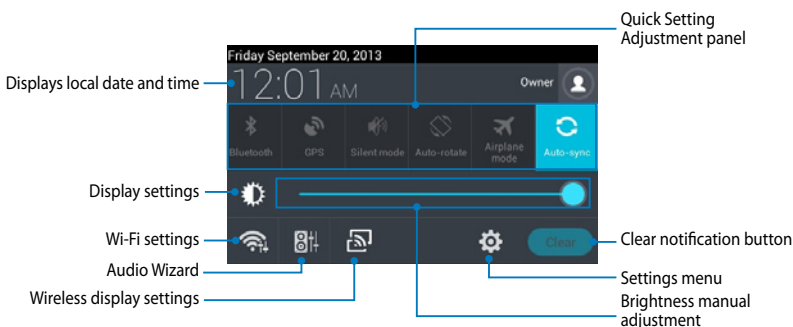 Quick Setting
Adjustment panel
Friday September 20, 2013
Displays local date and time
12:01 AM
Owner
Bluetooth
GPS
Silent mode
Auto-rotate
Airplane
mode
Auto-sync
Display settings
Wi-Fi settings
Clear
Clear notification button
Audio Wizard
Settings menu
Wireless display settings
Brightness manual
adjustment